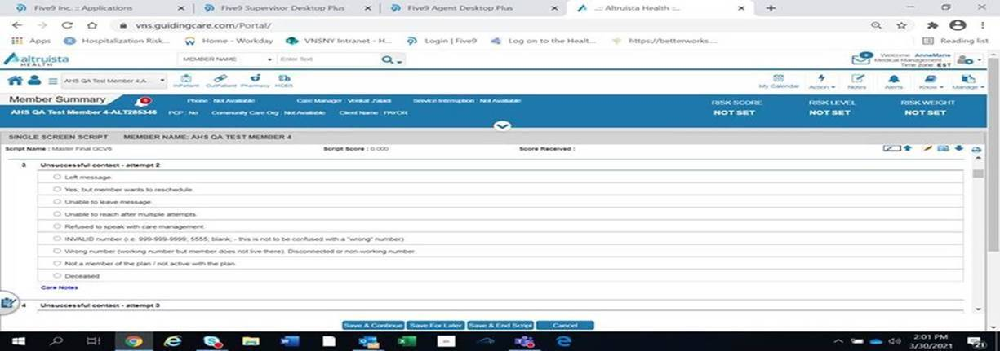 Five9 Inc. :: Applications × Five9 Supervisor Desktop Plus × Five9 Agent Desktop Plus × ..:: Altruista Health ::.. × +
vns.guidingcare.com/Portal/
Apps Hospitalization Risk... Home - Workday VNSNY Intranet - H... Login | Five9 Log on to the Healt... https://betterworks.... Reading list
altruista HEALTH MEMBER NAME Enter Text Welcome AnneMarie
Medical Management
Time zone EST
AHS QA Test Member 4,A... InPatient OutPatient Pharmacy HCBS My Calendar Action Notes Alerts Know Manage
Member Summary Phone : Not Available Care Manager : Venkat J'aladi Service Interruption : Not Available RISK SCORE RISK LEVEL RISK WEIGHT
AHS QA Test Member 4-ALT285346 PCP : No Community Care Org : Not Available Client Name : PAYOR NOT SET NOT SET NOT SET
SINGLE SCREEN SCRIPT MEMBER NAME: AHS QA TEST MEMBER 4
Script Name : Master Final GCV6 Script Score : 0.000 Score Received :
3 Unsuccessful contact - attempt 2
Left message
Yes, but member wants to reschedule
Unable to leave message
Unable to reach after multiple attempts.
Refused to speak with care management
INVALID number (i.e. 999-999-9999, 5555, blank; - this is not to be confused with a "wrong" number)
Wrong number (working number but member does not live there). Disconnected or non-working number
Not a member of the plan / not active with the plan
Deceased
Care Notes
4 Unsuccessful contact - attempt 3
Save & Continue Save For Later Save & End Script Cancel
2:01 PM
3/30/2021 21